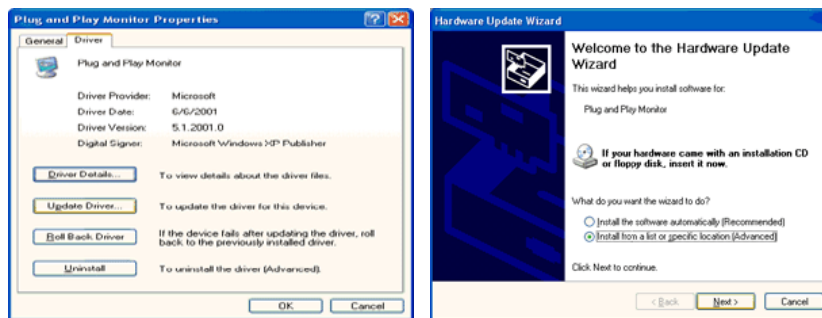 Plug and Play Monitor Properties
General Driver
Plug and Play Monitor
Driver Provider: Microsoft
Driver Date: 6/6/2001
Driver Version: 5.1.2001.0
Digital Signer: Microsoft Windows XP Publisher
Driver Details... To view details about the driver files.
Update Driver... To update the driver for this device.
Roll Back Driver If the device fails after updating the driver, roll
back to the previously installed driver.
Uninstall To uninstall the driver (Advanced).
OK Cancel
Hardware Update Wizard
Welcome to the Hardware Update
Wizard
This wizard helps you install software for:
Plug and Play Monitor
If your hardware came with an installation CD
or floppy disk, insert it now.
What do you want the wizard to do?
Install the software automatically (Recommended)
Install from a list or specific location (Advanced)
Click Next to continue.
< Back Next > Cancel